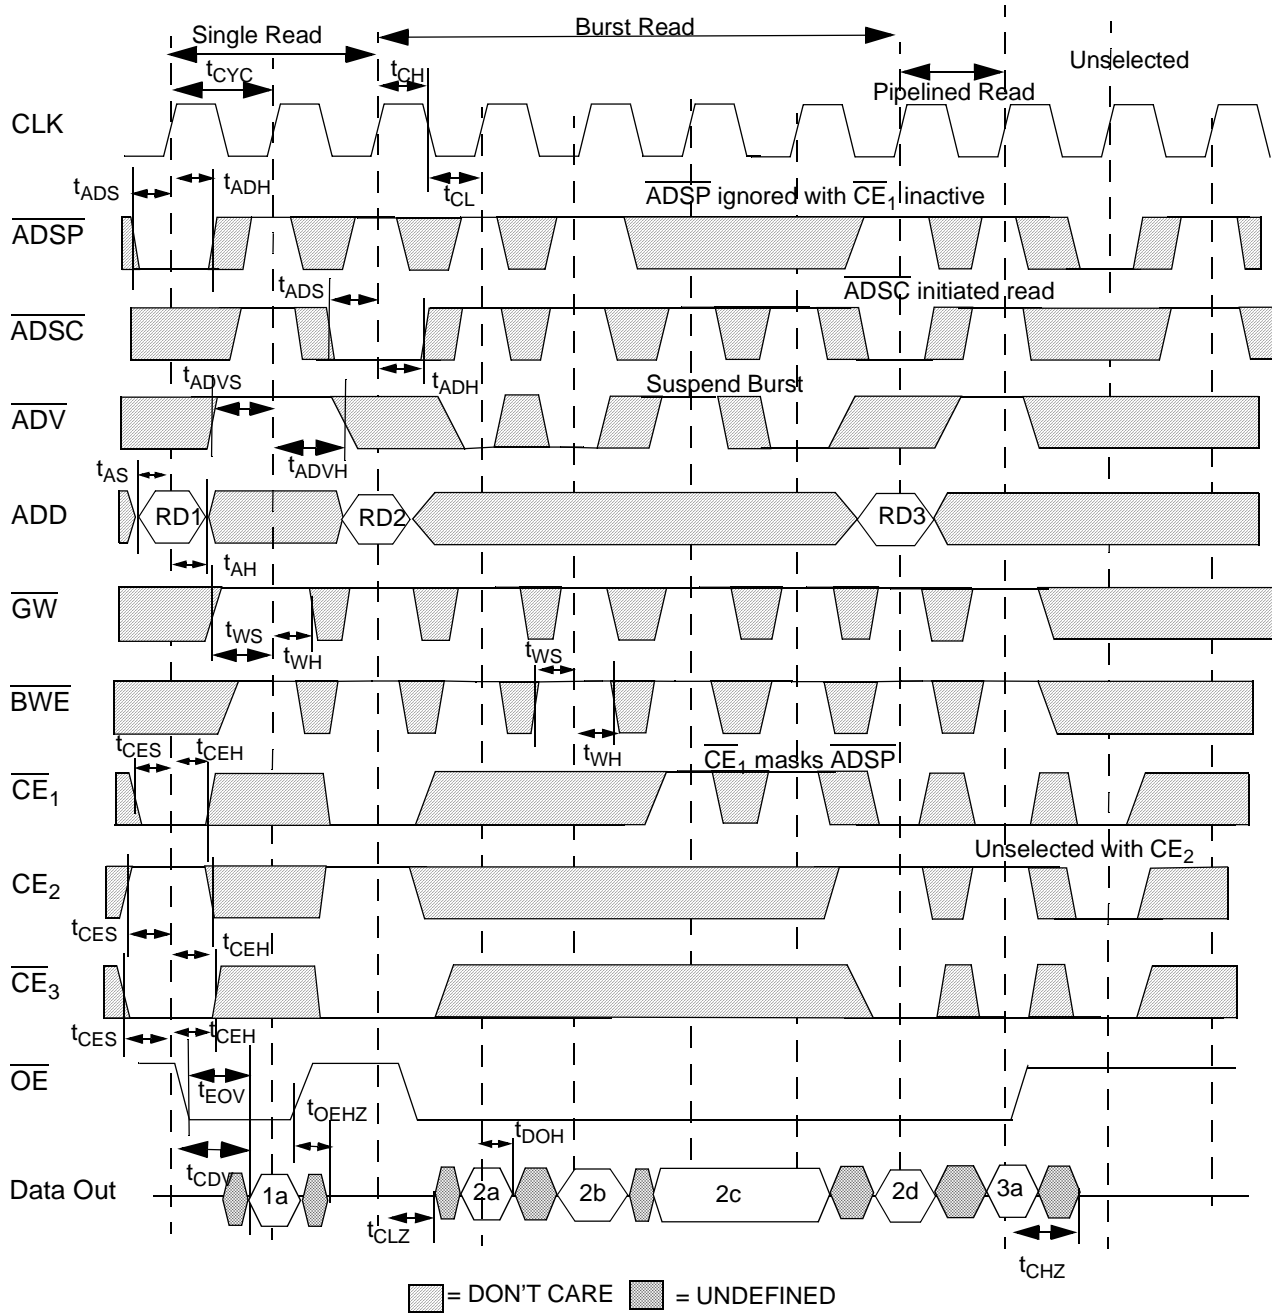 Single Read
Burst Read
Unselected
tCYC
tCH
Pipelined Read
CLK
tADS
tADH
tCL
ADSP ignored with CE1 inactive
ADSP
tADS
ADSC initiated read
ADSC
tADVS
tADH
Suspend Burst
ADV
tAS
tADVH
ADD
RD1
RD2
RD3
tAH
GW
tWS
tWH
tWS
BWE
tCES
tCEH
tWH
CE1 masks ADSP
CE1
Unselected with CE2
CE2
tCES
tCEH
CE3
tCES
tCEH
OE
tEOV
tOEHZ
tDOH
tCDV
Data Out
1a
2a
2b
2c
2d
3a
tCLZ
tCHZ
= DON'T CARE
= UNDEFINED